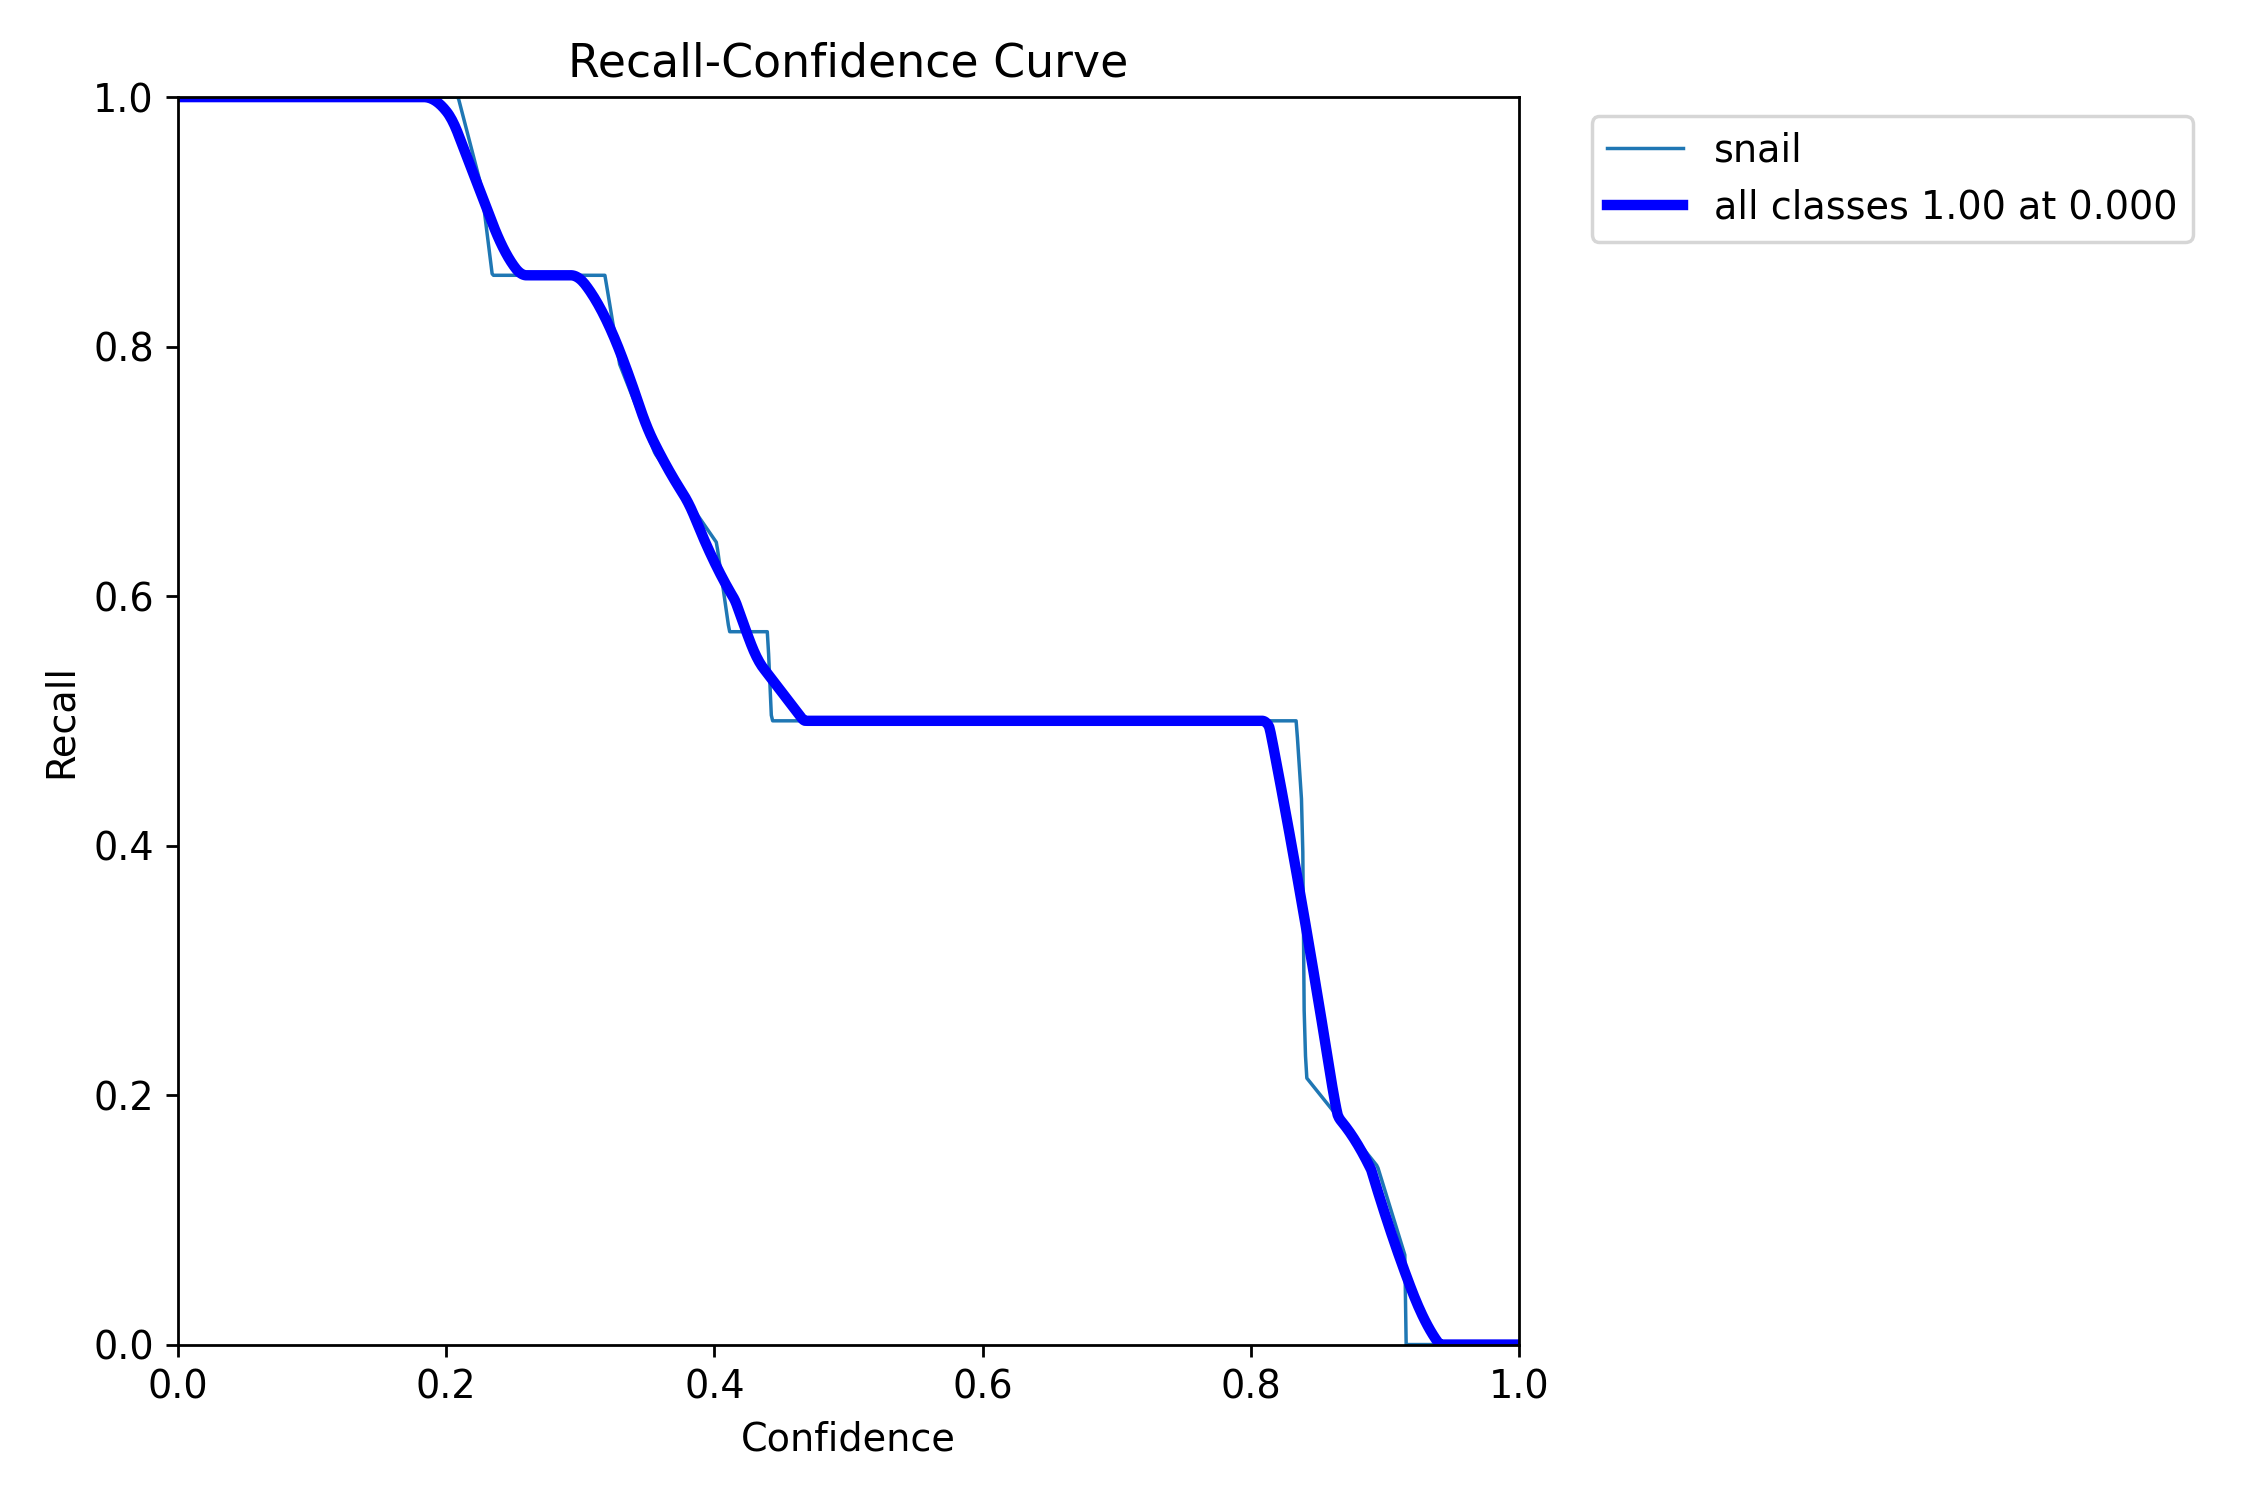 Recall-Confidence Curve
snail
all classes 1.00 at 0.000
Recall
1.0
0.8
0.6
0.4
0.2
0.0
0.0 0.2 0.4 0.6 0.8 1.0
Confidence